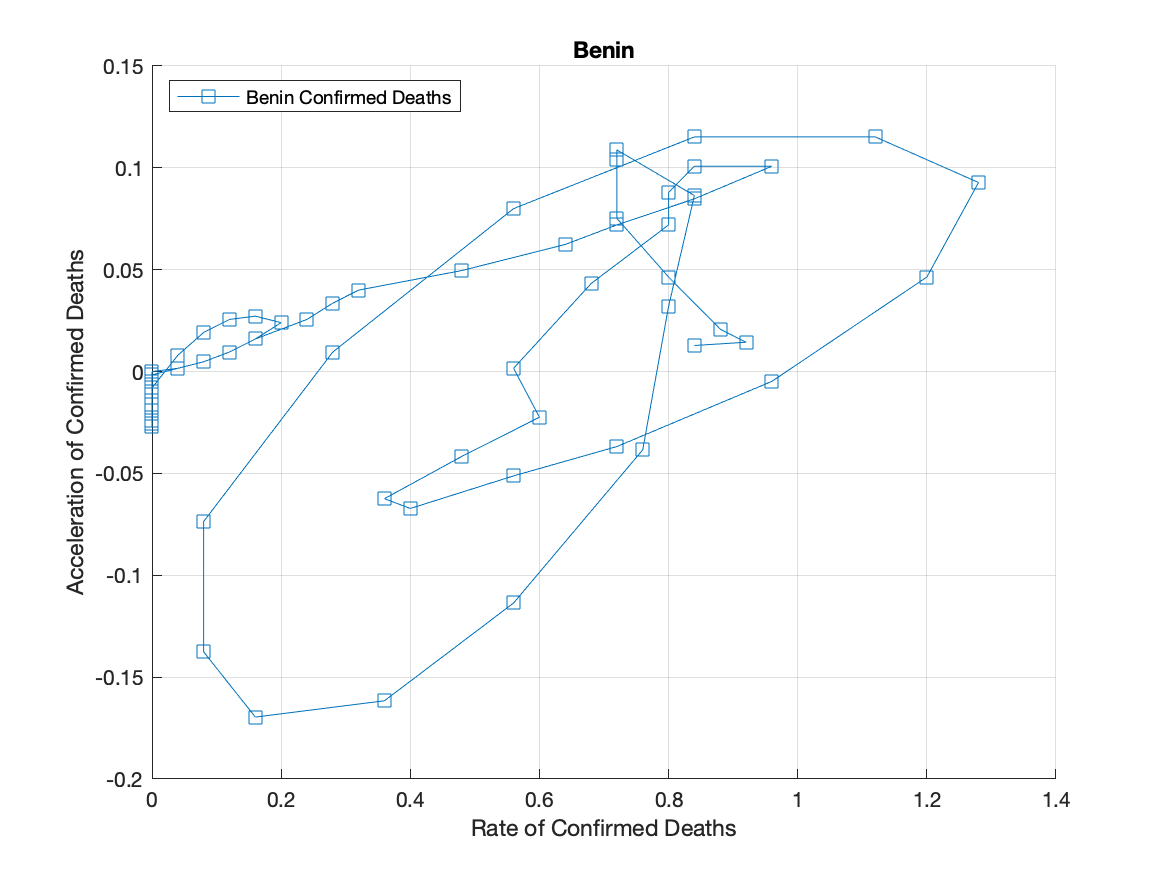 Benin
Benin Confirmed Deaths
Acceleration of Confirmed Deaths
0.15
0.1
0.05
0
-0.05
-0.1
-0.15
-0.2
0 0.2 0.4 0.6 0.8 1 1.2 1.4
Rate of Confirmed Deaths